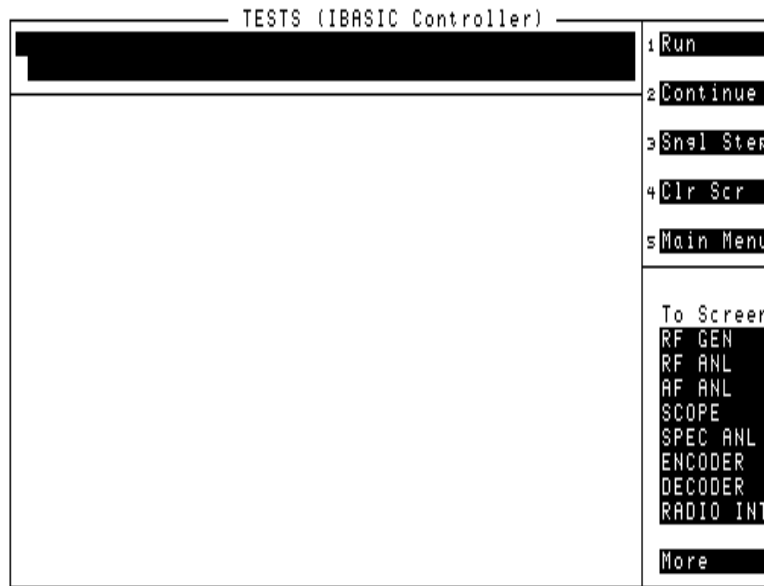 TESTS (IBASIC Controller)
1 Run
2 Continue
3 Sngl Step
4 Clr Scr
5 Main Menu
To Screen
RF GEN
RF ANL
AF ANL
SCOPE
SPEC ANL
ENCODER
DECODER
RADIO INT
More